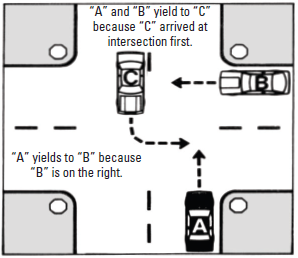 “A” and “B” yield to “C”
because “C” arrived at
intersection first.
C
B
“A” yields to “B” because
“B” is on the right.
A